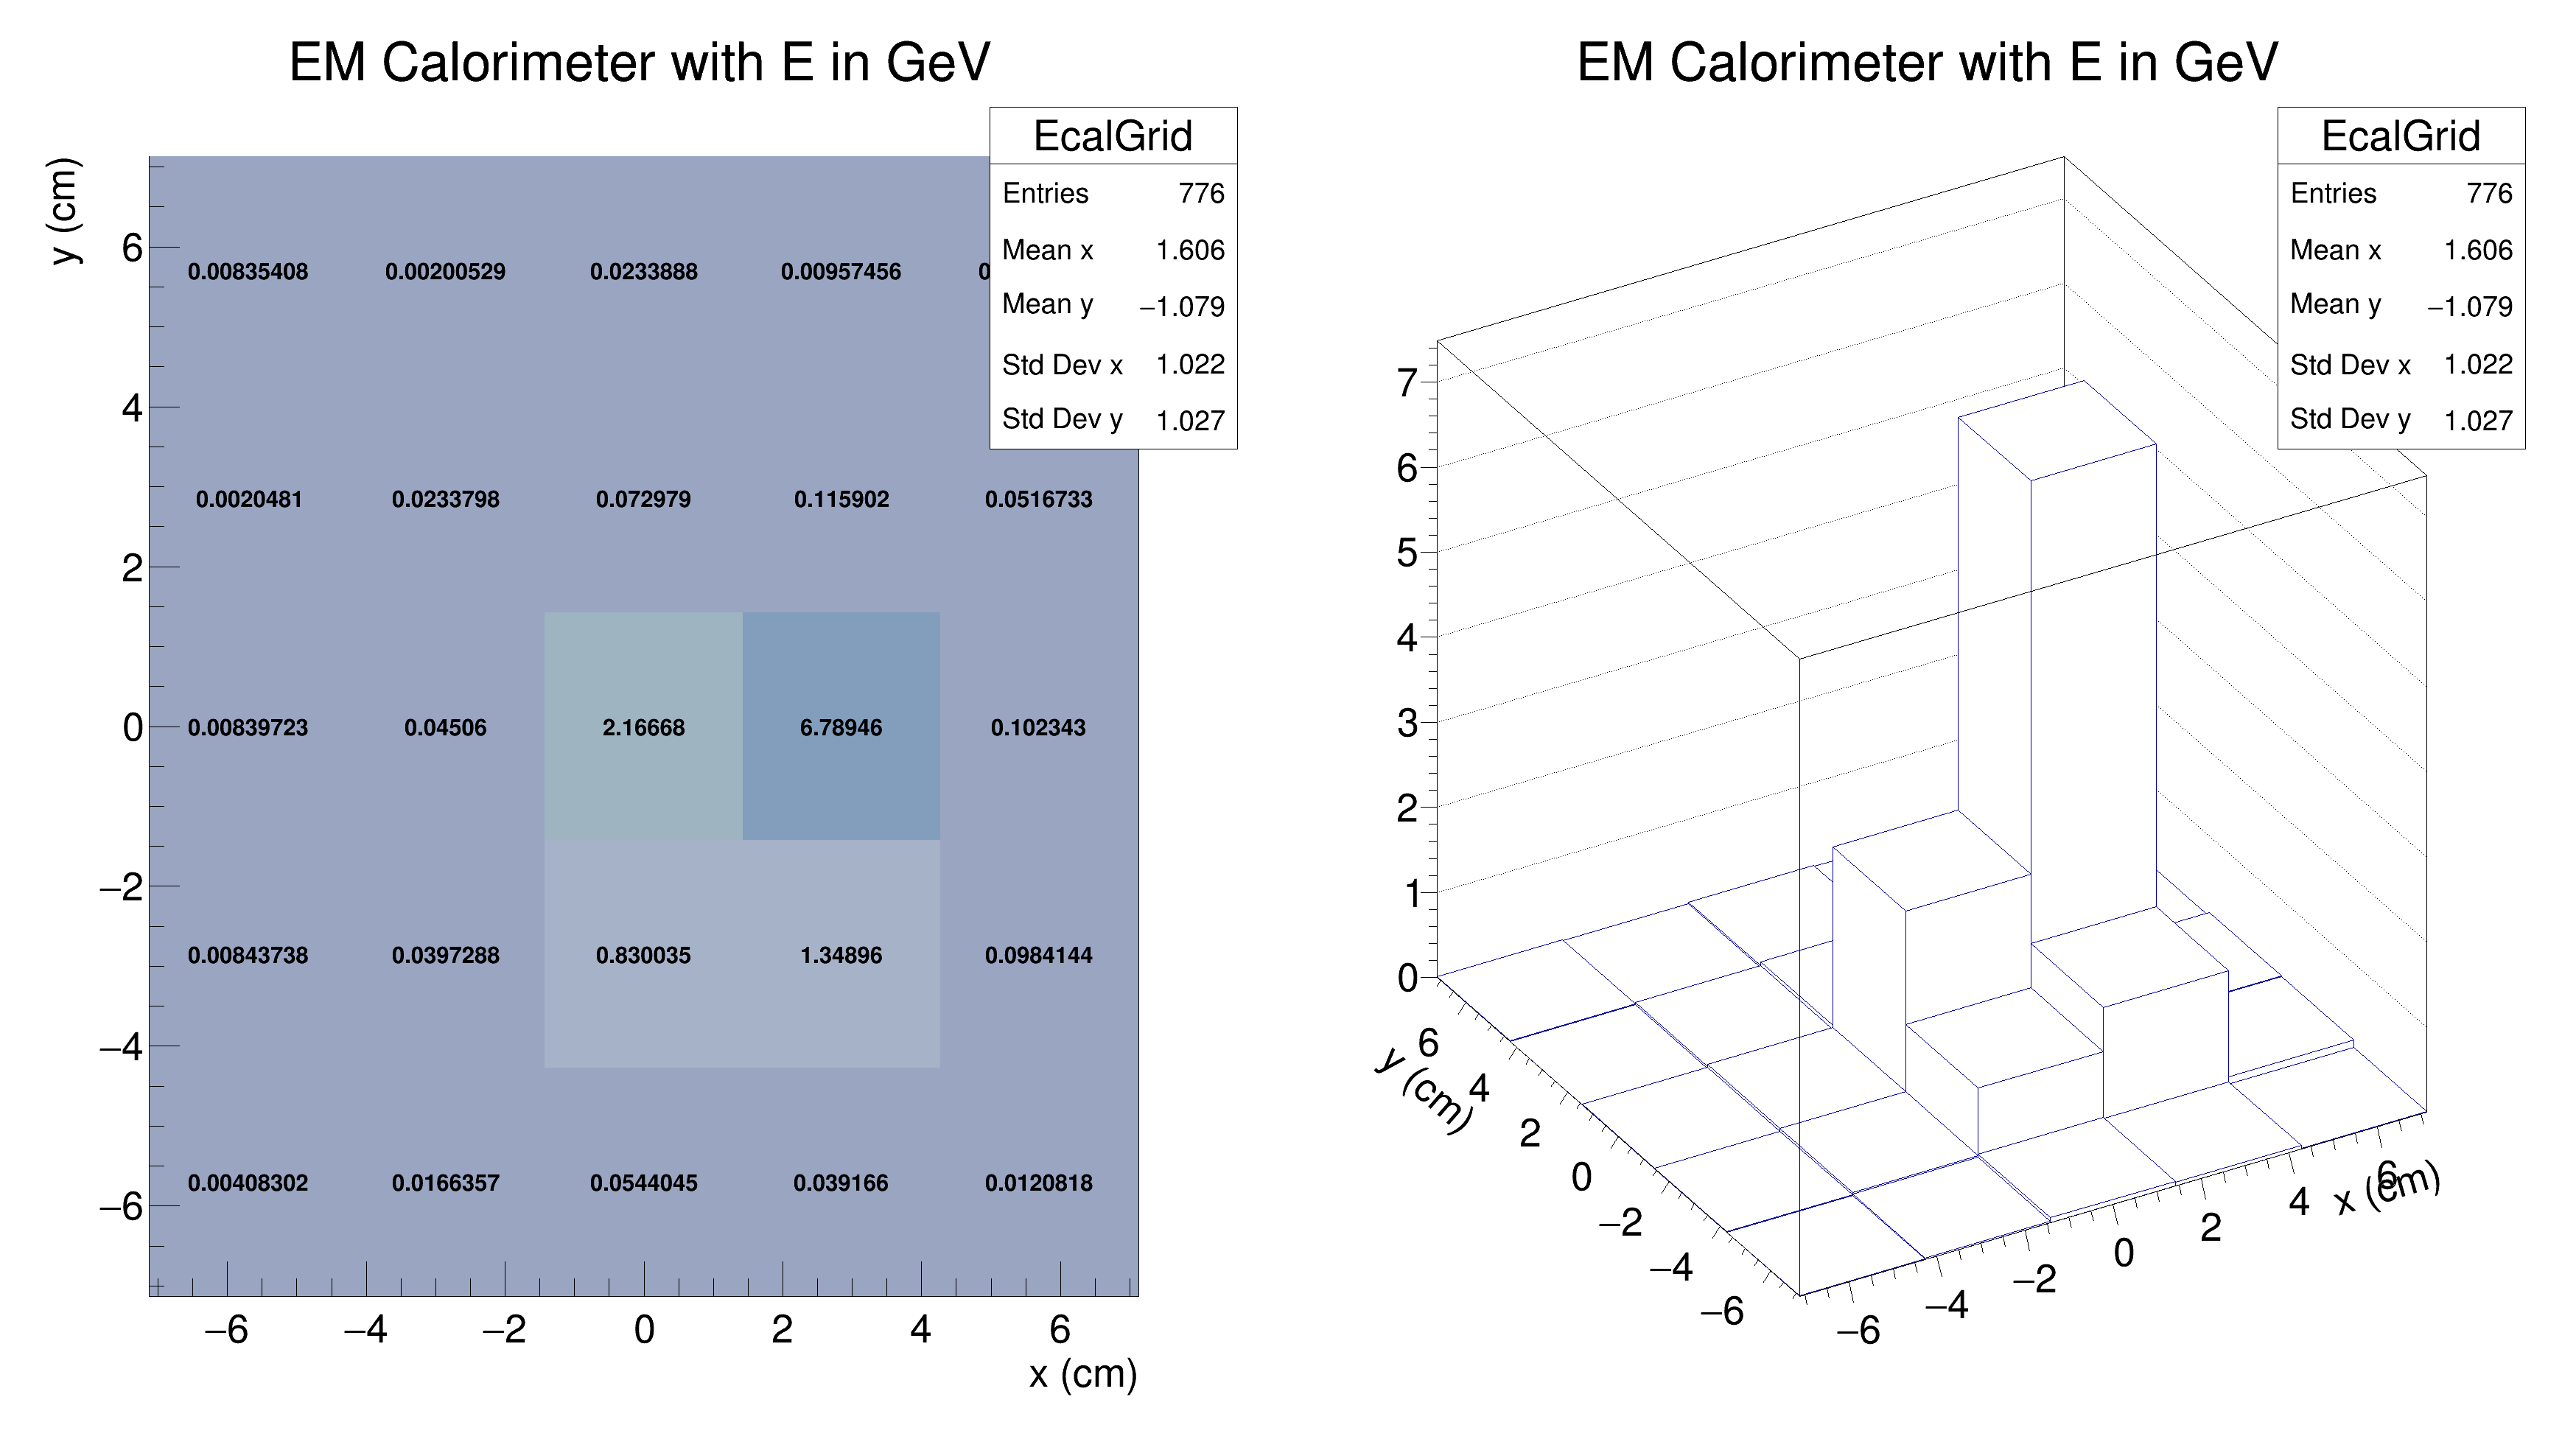 EM Calorimeter with E in GeV
EcalGrid
Entries 776
Mean x 1.606
Mean y −1.079
Std Dev x 1.022
Std Dev y 1.027
y (cm)
6
4
2
0
−2
−4
−6
0.00835408 0.00200529 0.0233888 0.00957456
0.0020481 0.0233798 0.072979 0.115902 0.0516733
0.00839723 0.04506 2.16668 6.78946 0.102343
0.00843738 0.0397288 0.830035 1.34896 0.0984144
0.00408302 0.0166357 0.0544045 0.039166 0.0120818
−6 −4 −2 0 2 4 6
x (cm)
EM Calorimeter with E in GeV
EcalGrid
Entries 776
Mean x 1.606
Mean y −1.079
Std Dev x 1.022
Std Dev y 1.027
7
6
5
4
3
2
1
0
6
4
2
0
−2
−4
−6
y (cm)
−6
−4
−2
0
2
4
6
x (cm)